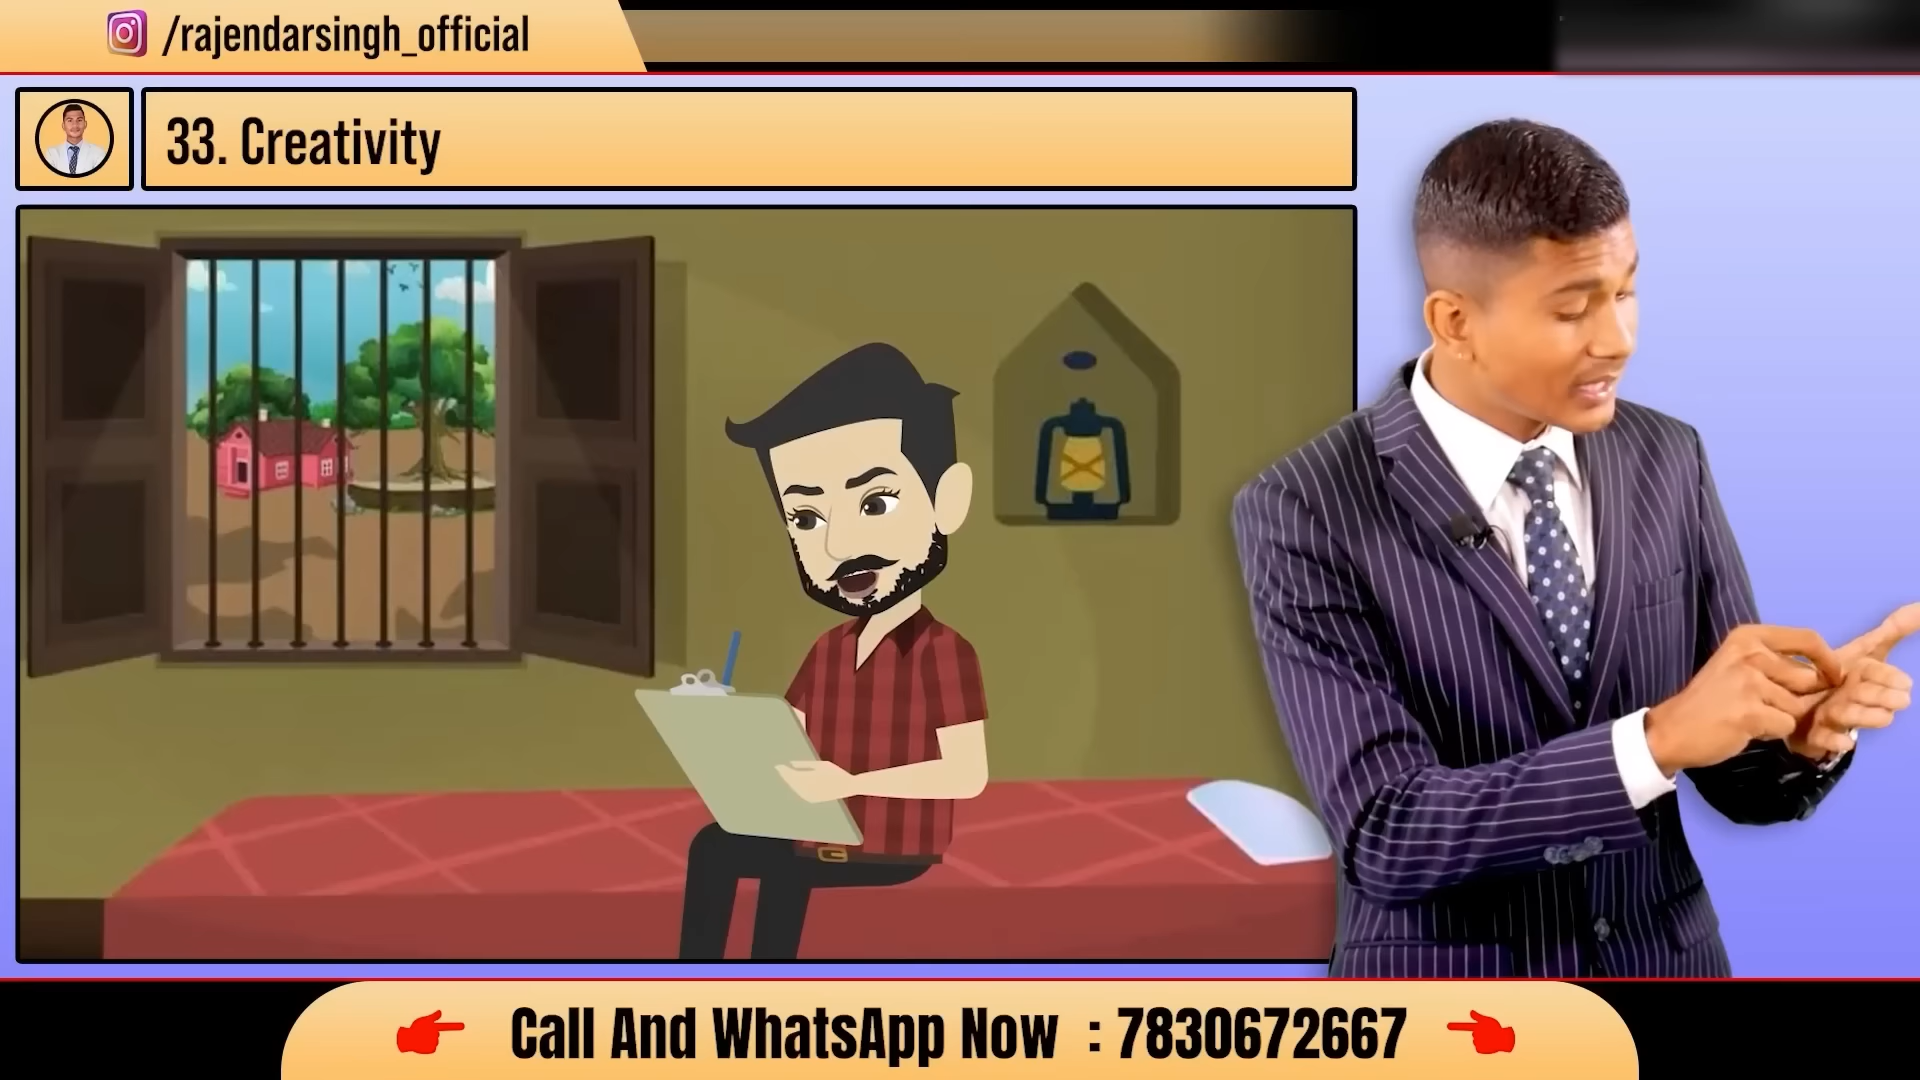 /rajendarsingh_official
33. Creativity
Call And WhatsApp Now : 7830672667